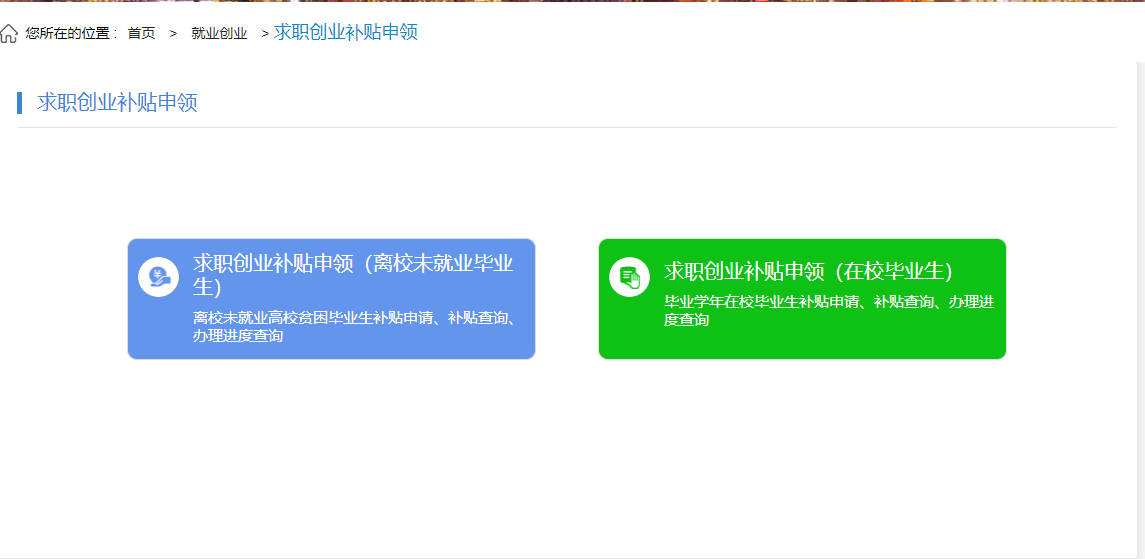 您所在的位置： 首页 > 就业创业 > 求职创业补贴申领
求职创业补贴申领
求职创业补贴申领（离校未就业毕业
生）
离校未就业高校贫困毕业生补贴申请、补贴查询、
办理进度查询
求职创业补贴申领（在校毕业生）
毕业学年在校毕业生补贴申请、补贴查询、办理进
度查询